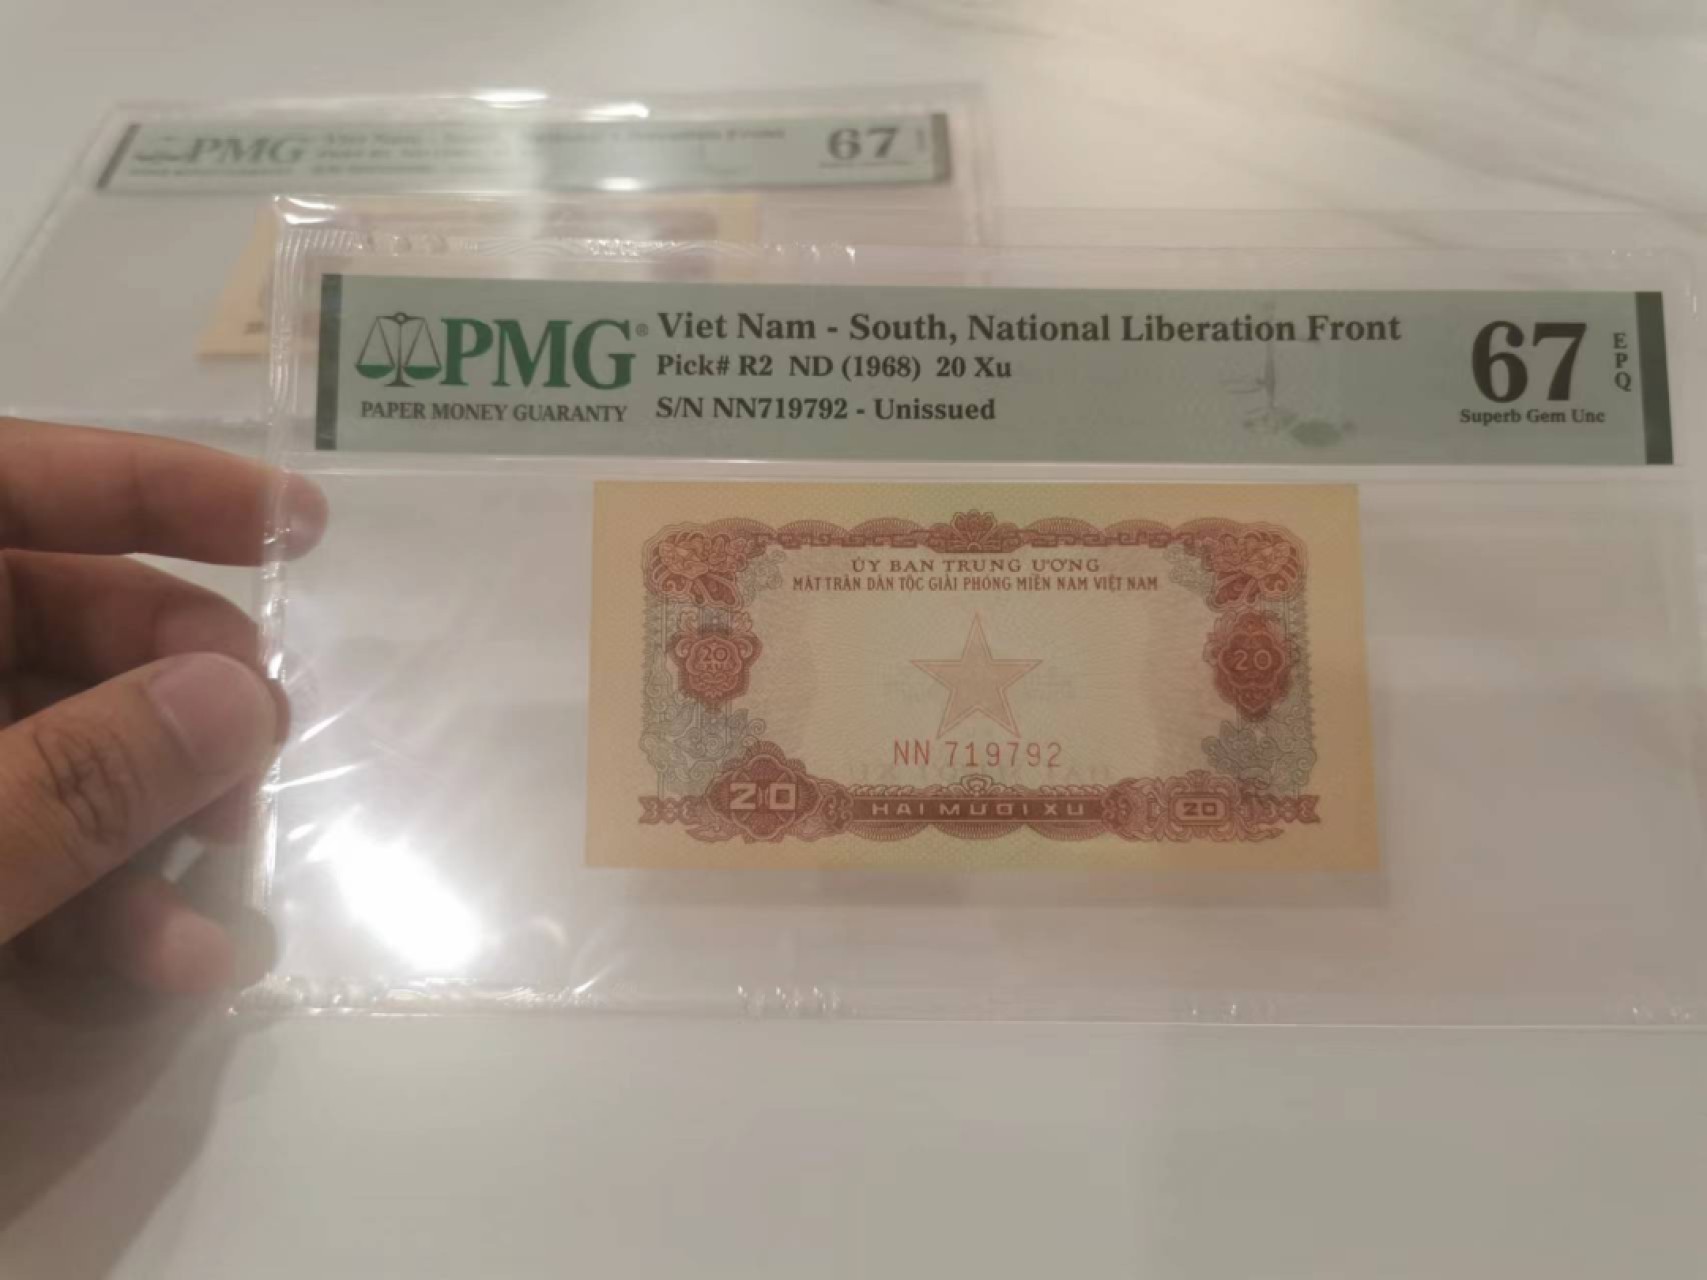 PMG 67
PMG® Viet Nam - South, National Liberation Front 67 EPQ
Pick# R2 ND (1968) 20 Xu
PAPER MONEY GUARANTY S/N NN719792 - Unissued Superb Gem Unc
ỦY BAN TRUNG ƯƠNG
MẶT TRẬN DÂN TỘC GIẢI PHÓNG MIỀN NAM VIỆT NAM
20 XU 20
NN 719792
20 HAI MƯƠI XU 20